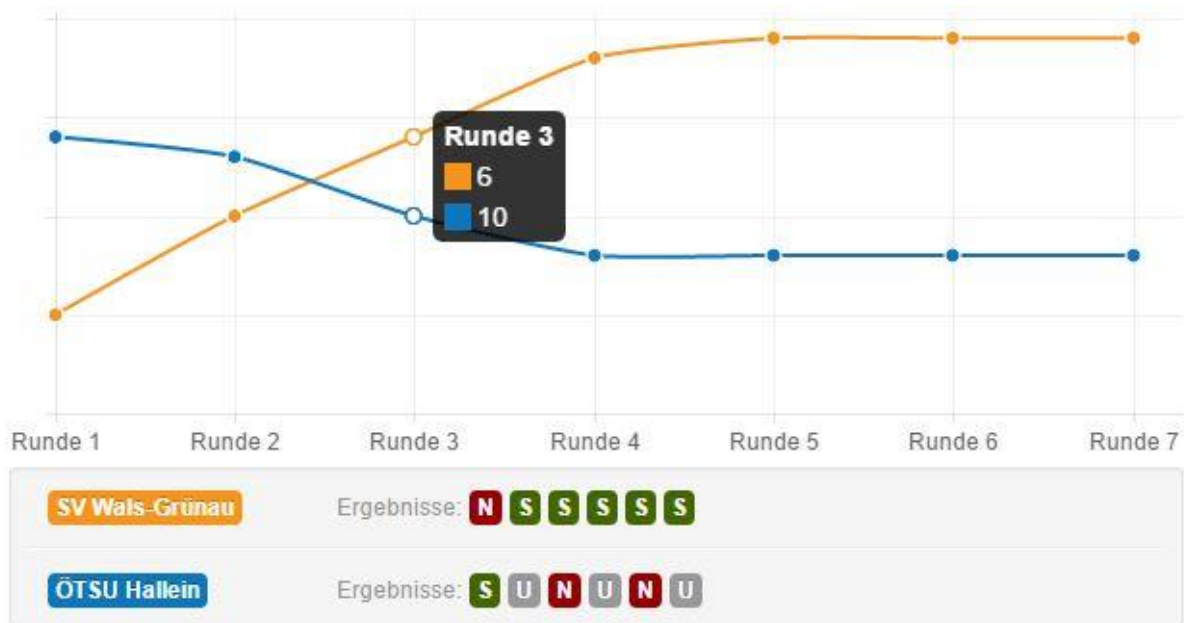 Runde 3
6
10
Runde 1 Runde 2 Runde 3 Runde 4 Runde 5 Runde 6 Runde 7
SV Wals-Grünau Ergebnisse: N S S S S S
ÖTSU Hallein Ergebnisse: S U N U N U